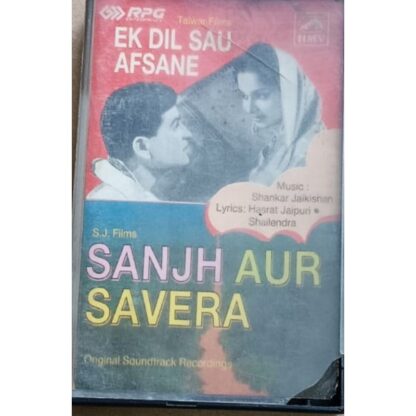 RPG
Talwar Films
HMV
EK DIL SAU
AFSANE
Music :
Shankar Jaikishan
Lyrics: Hasrat Jaipuri •
Shailendra
S.J. Films
SANJH AUR
SAVERA
Original Soundtrack Recordings